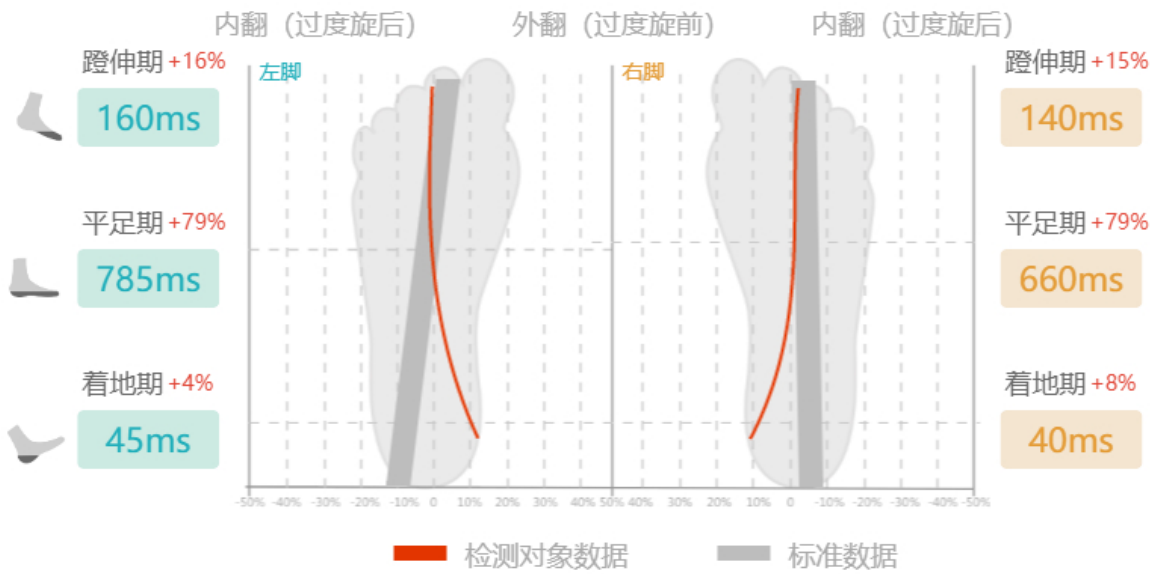 内翻（过度旋后） 外翻（过度旋前） 内翻（过度旋后）
蹬伸期 +16%
160ms
平足期 +79%
785ms
着地期 +4%
45ms
左脚 右脚
蹬伸期 +15%
140ms
平足期 +79%
660ms
着地期 +8%
40ms
-50% -40% -30% -20% -10% 0 10% 20% 30% 40% 50% 40% 30% 20% 10% 0 -10% -20% -30% -40% -50%
检测对象数据 标准数据